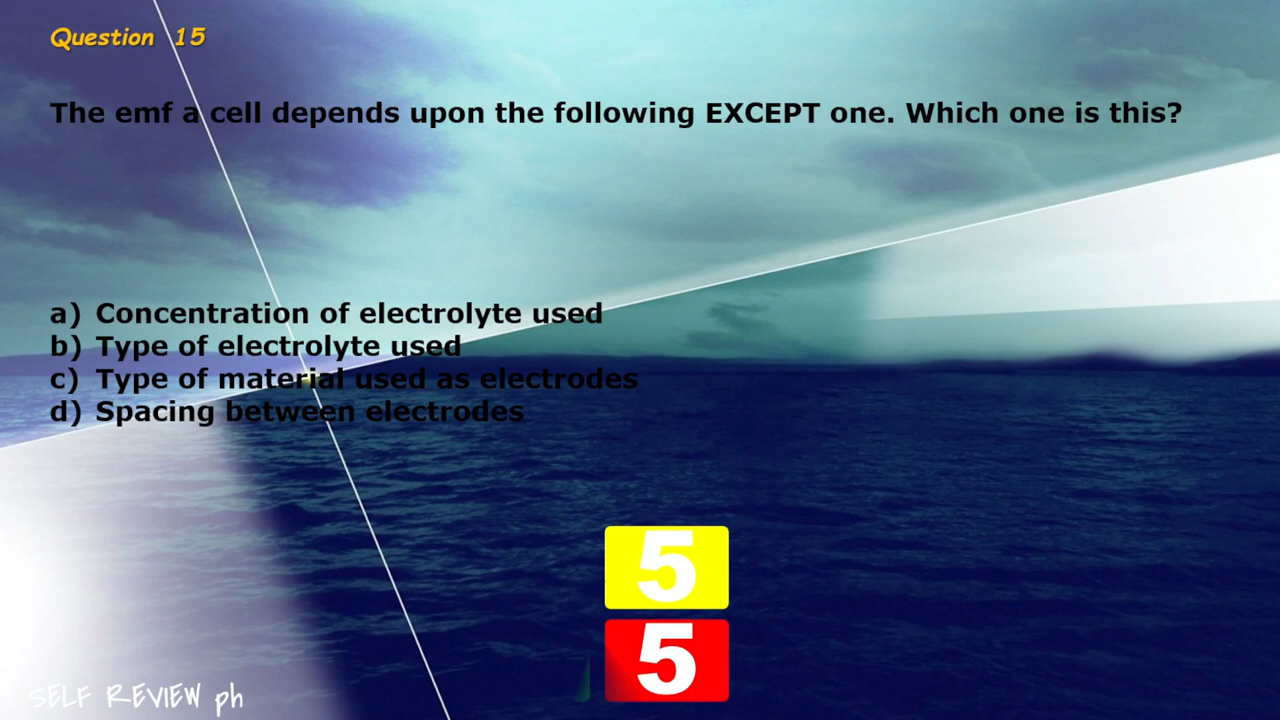 Question 15
The emf a cell depends upon the following EXCEPT one. Which one is this?
a) Concentration of electrolyte used
b) Type of electrolyte used
c) Type of material used as electrodes
d) Spacing between electrodes
5
5
SELF REVIEW ph